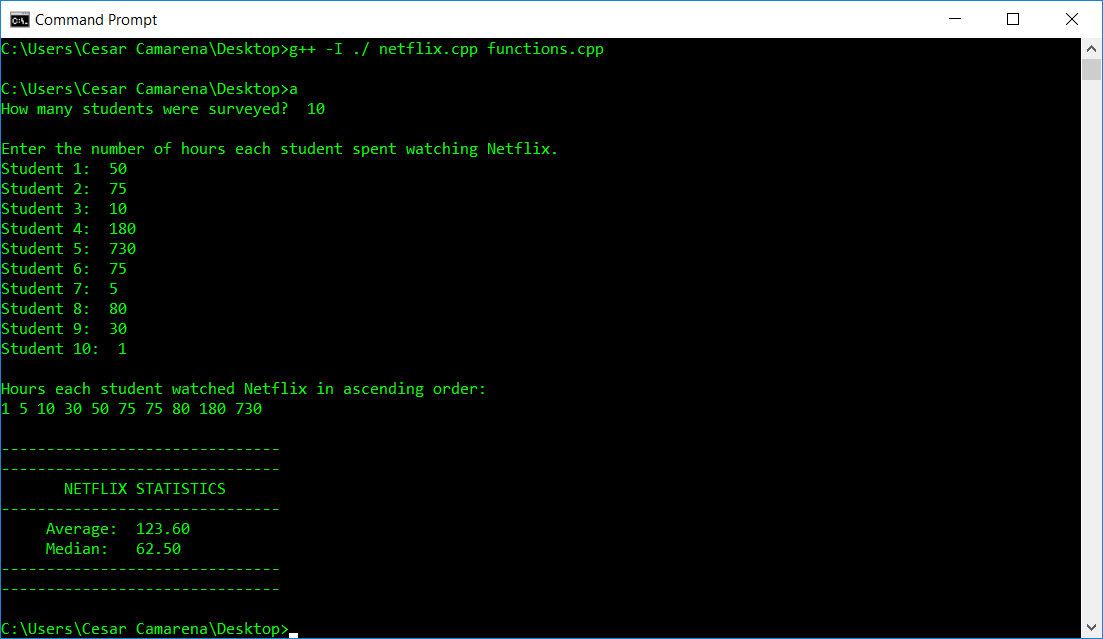 Command Prompt
C:\Users\Cesar Camarena\Desktop>g++ -I ./ netflix.cpp functions.cpp
C:\Users\Cesar Camarena\Desktop>a
How many students were surveyed?  10
Enter the number of hours each student spent watching Netflix.
Student 1:  50
Student 2:  75
Student 3:  10
Student 4:  180
Student 5:  730
Student 6:  75
Student 7:  5
Student 8:  80
Student 9:  30
Student 10:  1
Hours each student watched Netflix in ascending order:
1 5 10 30 50 75 75 80 180 730
-------------------------------
-------------------------------
       NETFLIX STATISTICS
-------------------------------
     Average:  123.60
     Median:   62.50
-------------------------------
-------------------------------
C:\Users\Cesar Camarena\Desktop>